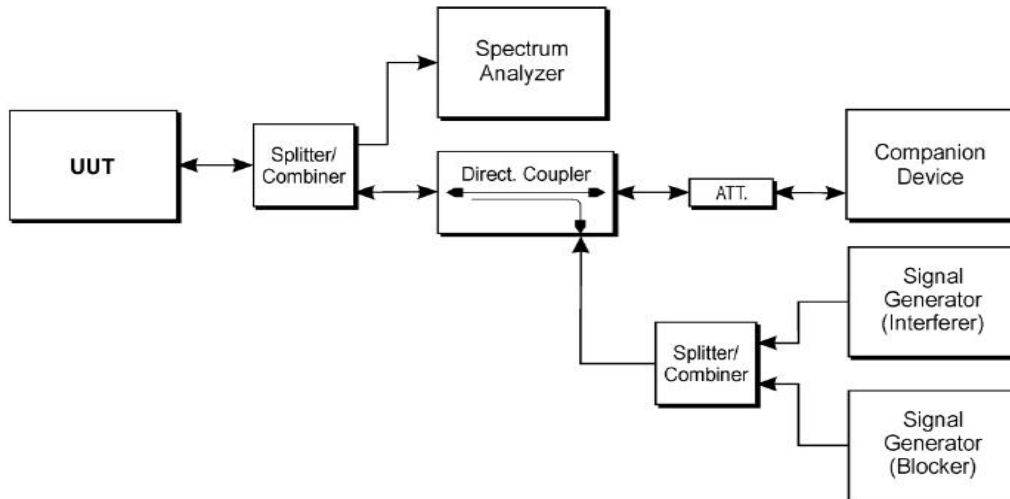 Spectrum
Analyzer
UUT
Splitter/
Combiner
Direct. Coupler
ATT.
Companion
Device
Signal
Generator
(Interferer)
Splitter/
Combiner
Signal
Generator
(Blocker)